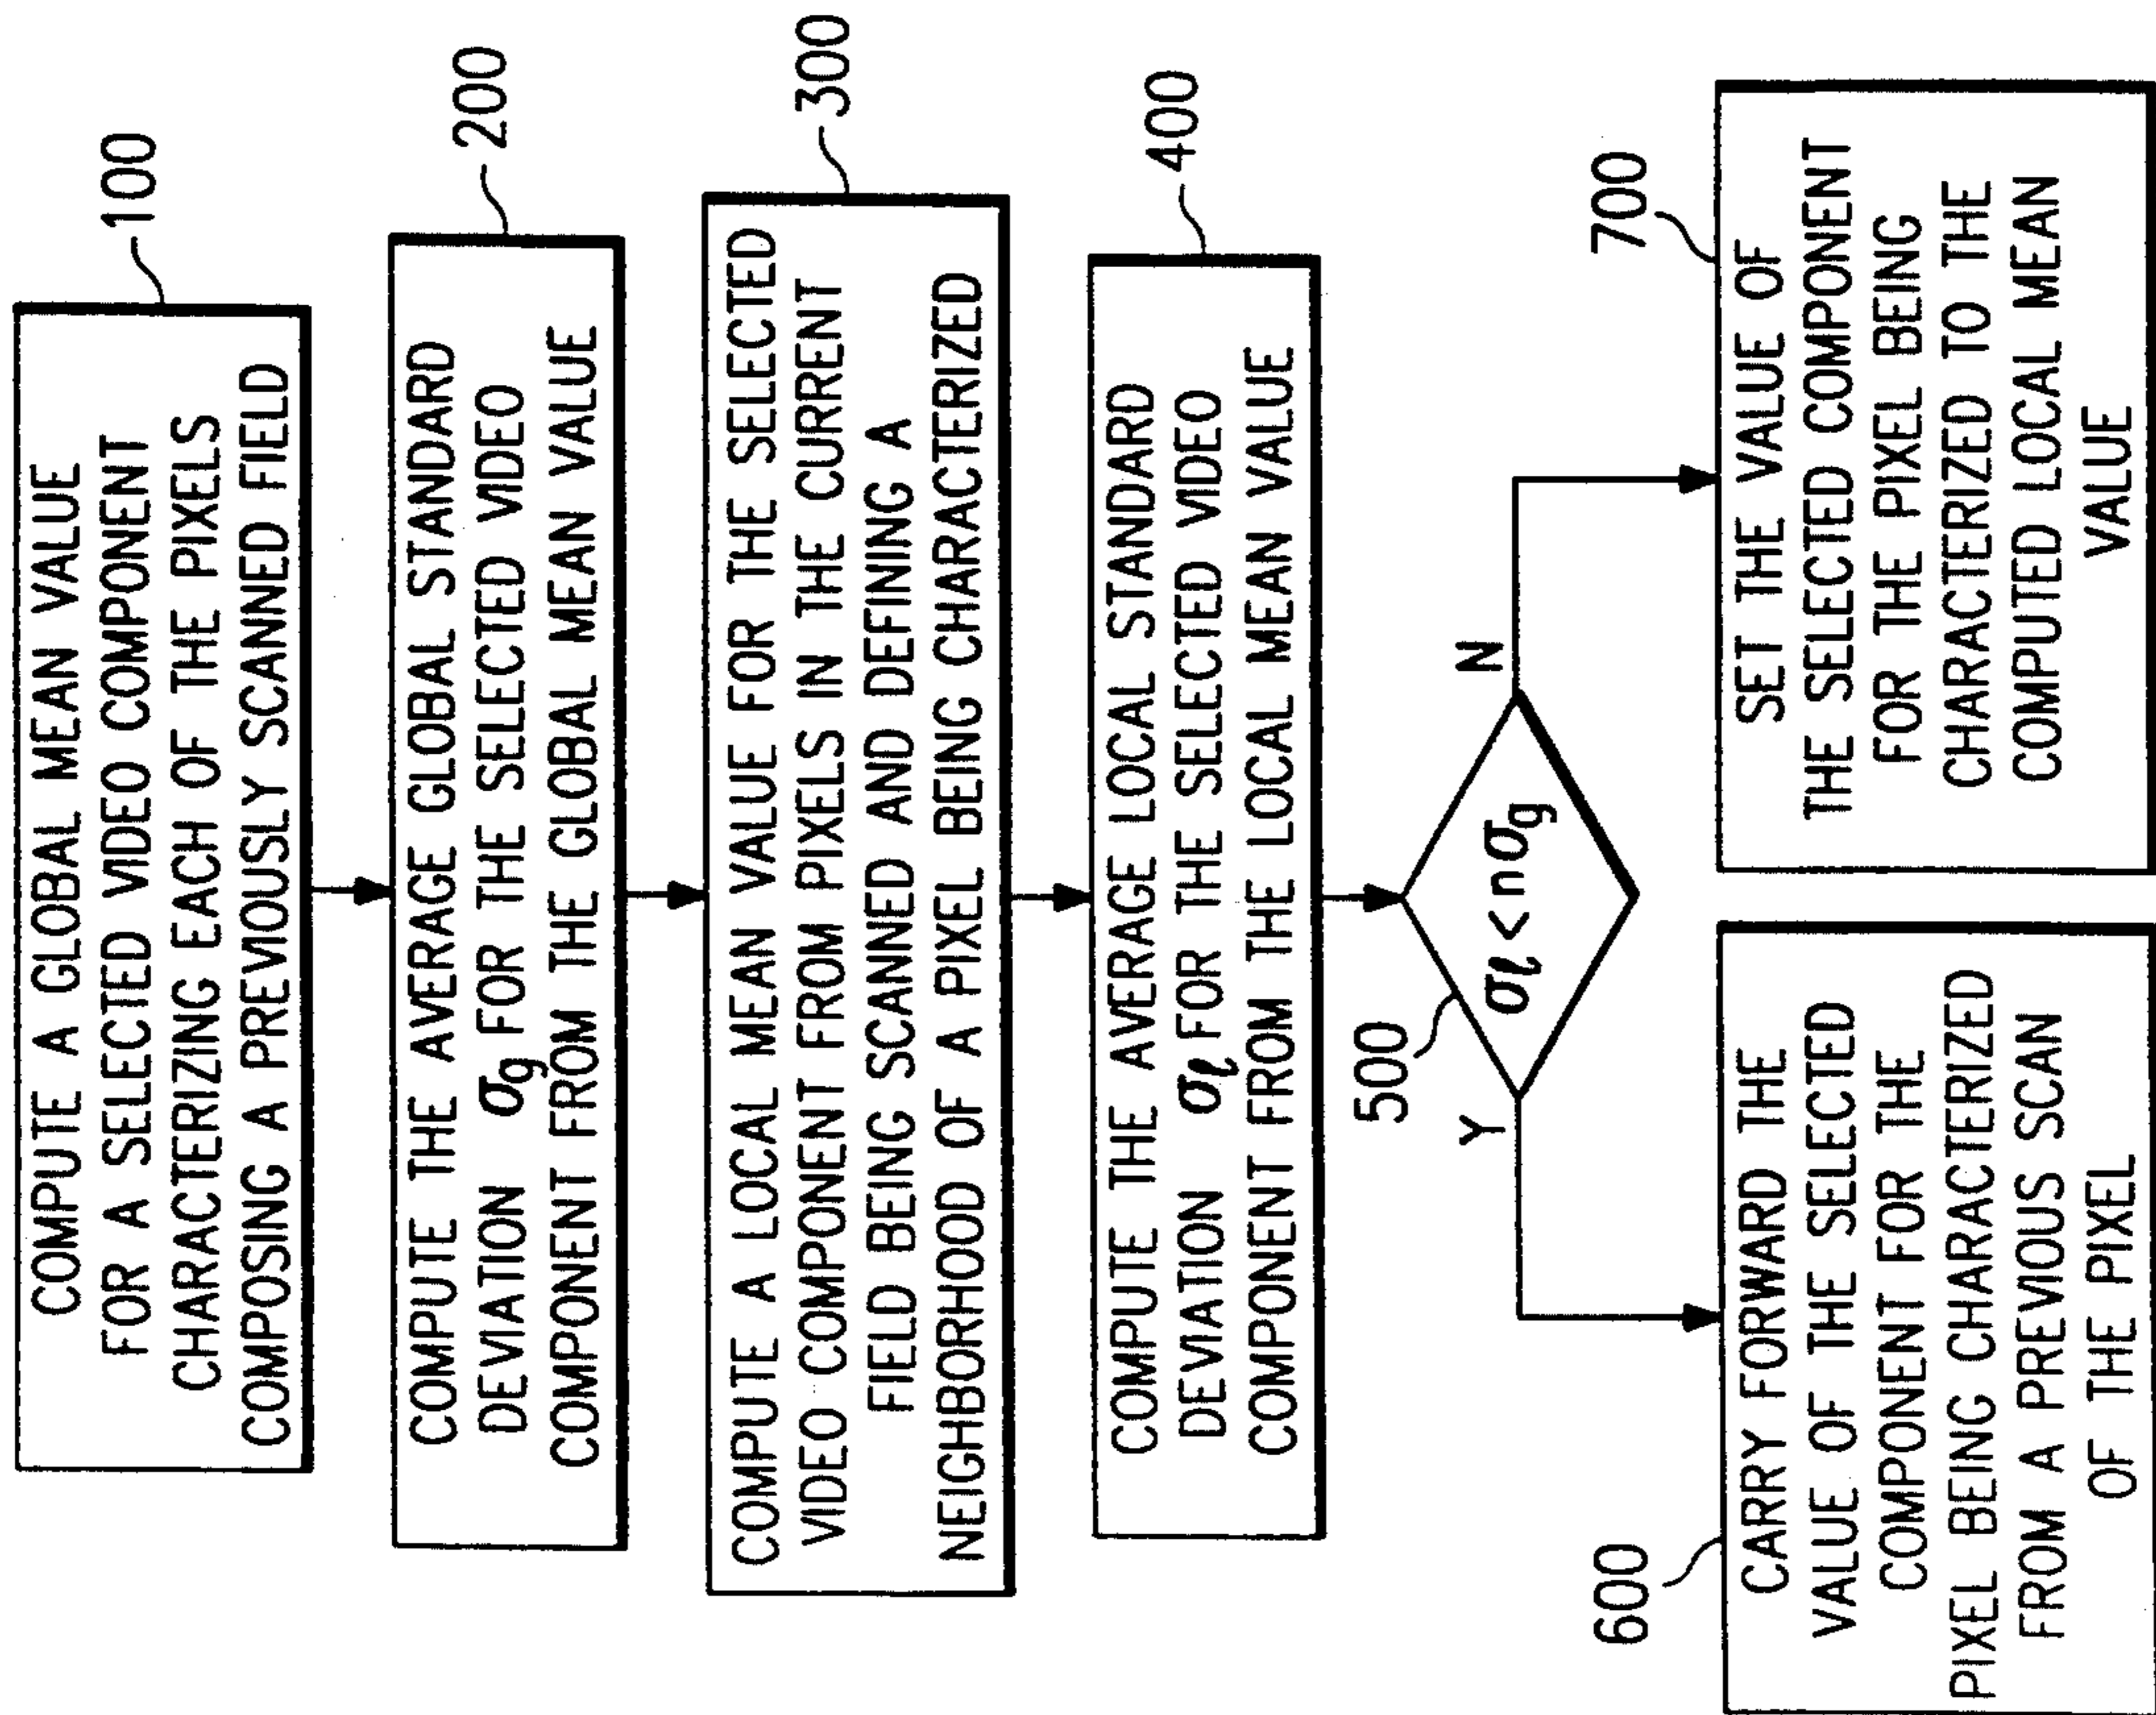 COMPUTE A GLOBAL MEAN VALUE
FOR A SELECTED VIDEO COMPONENT
CHARACTERIZING EACH OF THE PIXELS
COMPOSING A PREVIOUSLY SCANNED FIELD
100
COMPUTE THE AVERAGE GLOBAL STANDARD
DEVIATION σg FOR THE SELECTED VIDEO
COMPONENT FROM THE GLOBAL MEAN VALUE
200
COMPUTE A LOCAL MEAN VALUE FOR THE SELECTED
VIDEO COMPONENT FROM PIXELS IN THE CURRENT
FIELD BEING SCANNED AND DEFINING A
NEIGHBORHOOD OF A PIXEL BEING CHARACTERIZED
300
COMPUTE THE AVERAGE LOCAL STANDARD
DEVIATION σℓ FOR THE SELECTED VIDEO
COMPONENT FROM THE LOCAL MEAN VALUE
400
500
σℓ < nσg
Y
N
600
CARRY FORWARD THE
VALUE OF THE SELECTED
COMPONENT FOR THE
PIXEL BEING CHARACTERIZED
FROM A PREVIOUS SCAN
OF THE PIXEL
700
SET THE VALUE OF
THE SELECTED COMPONENT
FOR THE PIXEL BEING
CHARACTERIZED TO THE
COMPUTED LOCAL MEAN
VALUE